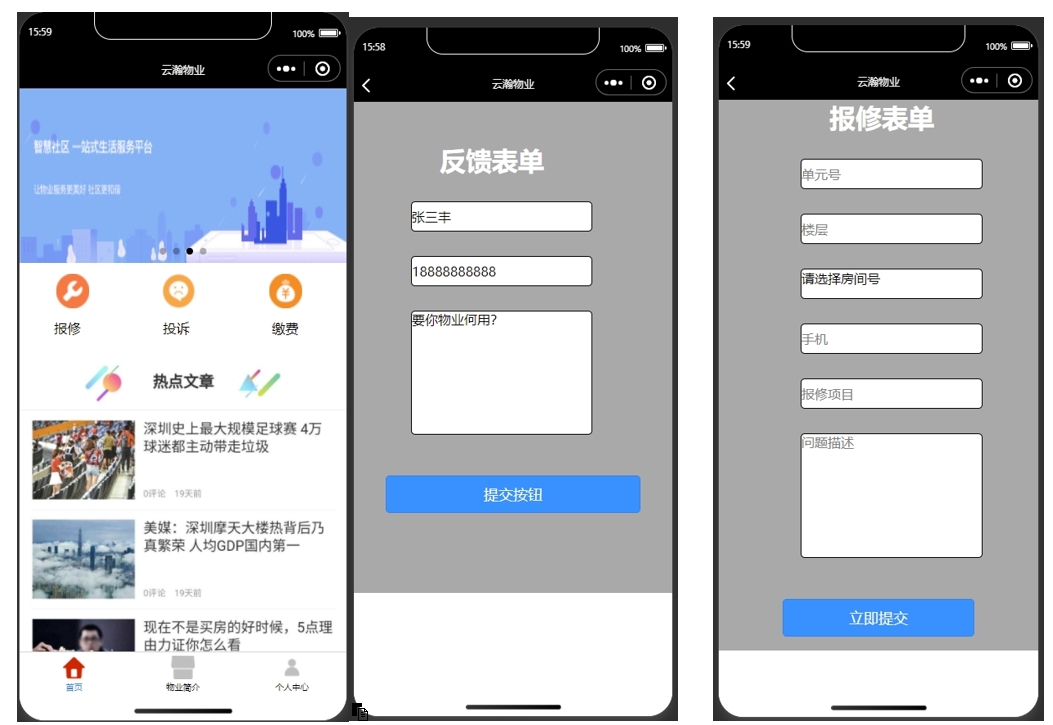 15:59
100%
云瀚物业
智慧社区 一站式生活服务平台
让物业服务更美好 社区更和谐
报修
投诉
缴费
热点文章
深圳史上最大规模足球赛 4万
球迷都主动带走垃圾
0评论 19天前
美媒：深圳摩天大楼热背后乃
真繁荣 人均GDP国内第一
0评论 19天前
现在不是买房的好时候，5点理
由力证你怎么看
首页
物业简介
个人中心
15:58
100%
云瀚物业
反馈表单
张三丰
18888888888
要你物业何用?
提交按钮
15:59
100%
云瀚物业
报修表单
单元号
楼层
请选择房间号
手机
报修项目
问题描述
立即提交